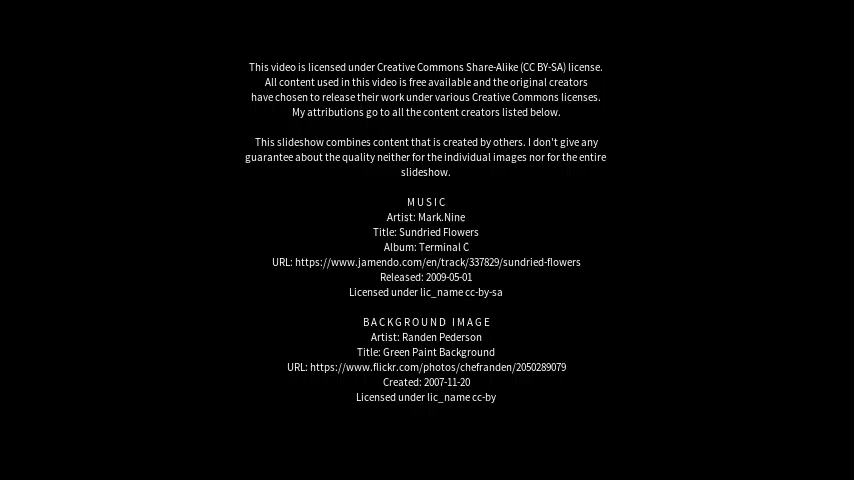 This video is licensed under Creative Commons Share-Alike (CC BY-SA) license.
All content used in this video is free available and the original creators
have chosen to release their work under various Creative Commons licenses.
My attributions go to all the content creators listed below.
This slideshow combines content that is created by others. I don't give any
guarantee about the quality neither for the individual images nor for the entire
slideshow.
M U S I C
Artist: Mark.Nine
Title: Sundried Flowers
Album: Terminal C
URL: https://www.jamendo.com/en/track/337829/sundried-flowers
Released: 2009-05-01
Licensed under lic_name cc-by-sa
B A C K G R O U N D   I M A G E
Artist: Randen Pederson
Title: Green Paint Background
URL: https://www.flickr.com/photos/chefranden/2050289079
Created: 2007-11-20
Licensed under lic_name cc-by